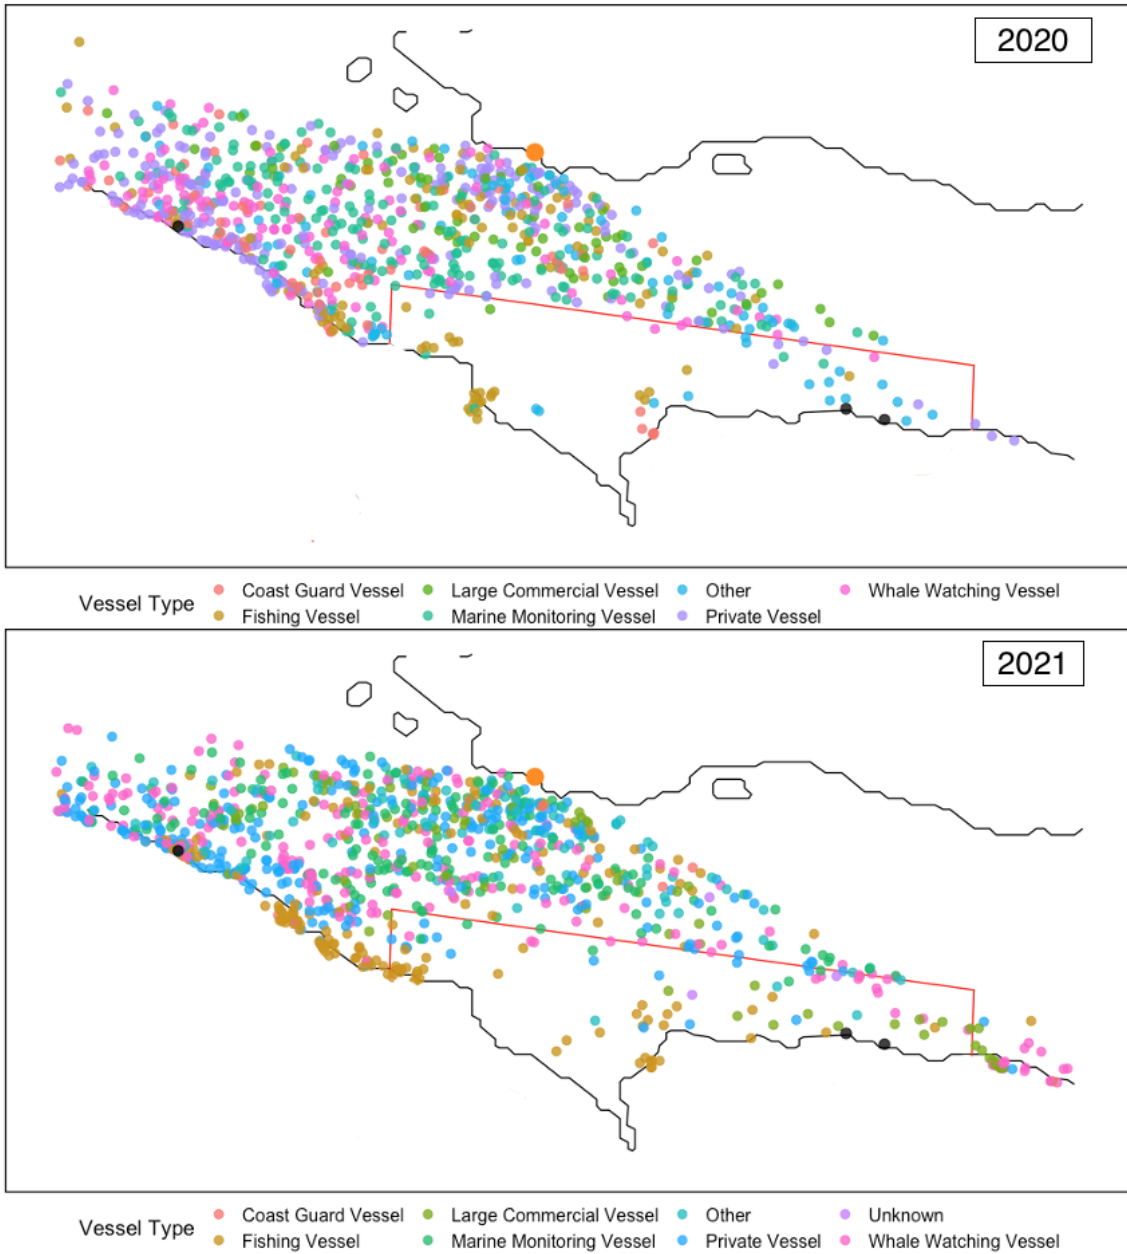 2020
Vessel Type
Coast Guard Vessel Large Commercial Vessel Other Whale Watching Vessel
Fishing Vessel Marine Monitoring Vessel Private Vessel
2021
Vessel Type
Coast Guard Vessel Large Commercial Vessel Other Unknown
Fishing Vessel Marine Monitoring Vessel Private Vessel Whale Watching Vessel